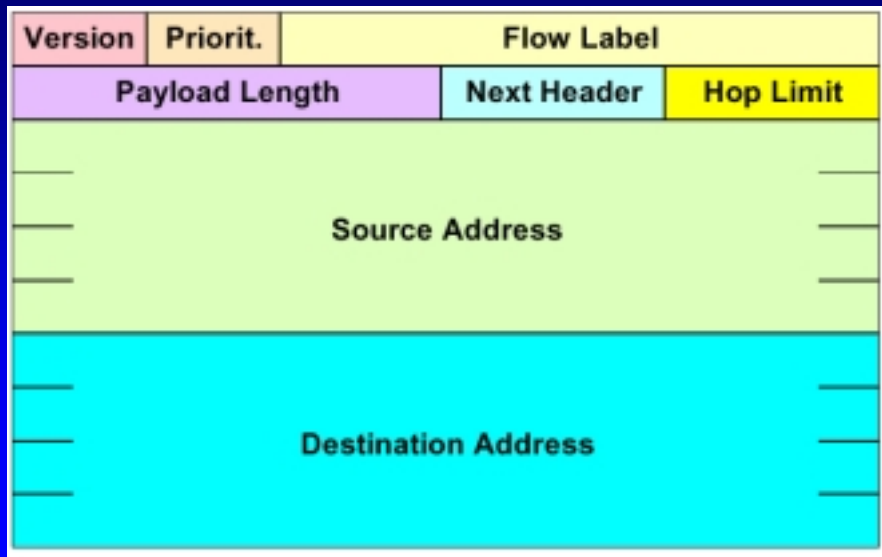 Version Priorit. Flow Label
Payload Length Next Header Hop Limit
Source Address
Destination Address